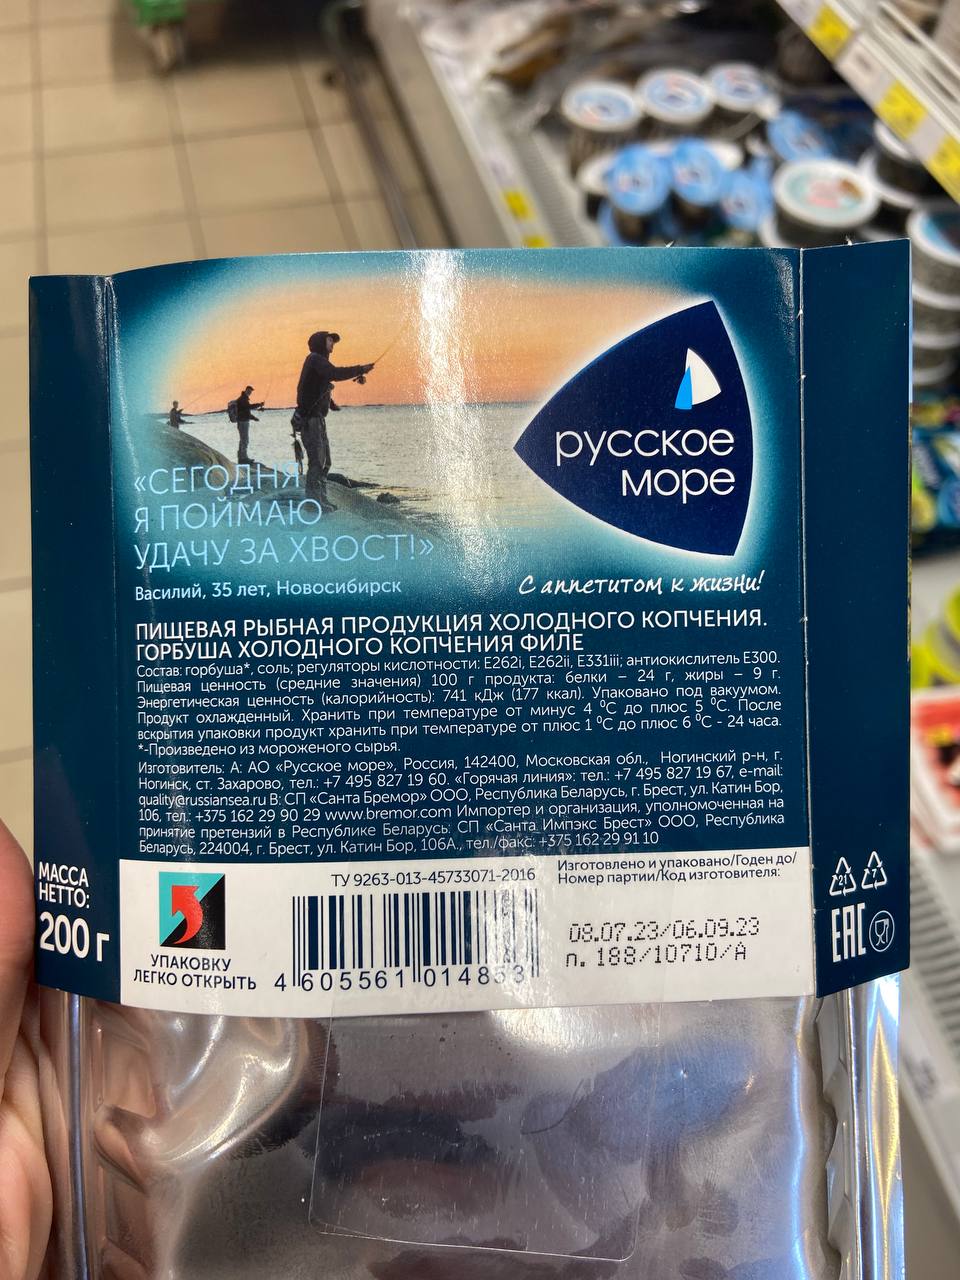 русское
море
«СЕГОДНЯ
Я ПОЙМАЮ
УДАЧУ ЗА ХВОСТ!»
Василий, 35 лет, Новосибирск
С аппетитом к жизни!
ПИЩЕВАЯ РЫБНАЯ ПРОДУКЦИЯ ХОЛОДНОГО КОПЧЕНИЯ.
ГОРБУША ХОЛОДНОГО КОПЧЕНИЯ ФИЛЕ
Состав: горбуша*, соль; регуляторы кислотности: E262i, E262ii, E331iii; антиокислитель Е300.
Пищевая ценность (средние значения) 100 г продукта: белки – 24 г, жиры – 9 г.
Энергетическая ценность (калорийность): 741 кДж (177 ккал). Упаковано под вакуумом.
Продукт охлажденный. Хранить при температуре от минус 4 °С до плюс 5 °С. После
вскрытия упаковки продукт хранить при температуре от плюс 1 °С до плюс 6 °С - 24 часа.
*-Произведено из мороженого сырья.
Изготовитель: А: АО «Русское море», Россия, 142400, Московская обл., Ногинский р-н, г.
Ногинск, ст. Захарово, тел.: +7 495 827 19 60. «Горячая линия»: тел.: +7 495 827 19 67, e-mail:
quality@russiansea.ru В: СП «Санта Бремор» ООО, Республика Беларусь, г. Брест, ул. Катин Бор,
106, тел.: +375 162 29 90 29 www.bremor.com Импортер и организация, уполномоченная на
принятие претензий в Республике Беларусь: СП «Санта Импэкс Брест» ООО, Республика
Беларусь, 224004, г. Брест, ул. Катин Бор, 106А., тел./факс: +375 162 29 91 10
МАССА
НЕТТО:
200 г
УПАКОВКУ
ЛЕГКО ОТКРЫТЬ
ТУ 9263-013-45733071-2016
4 605561 014853
Изготовлено и упаковано/Годен до/
Номер партии/Код изготовителя:
08.07.23/06.09.23
п. 188/10710/А
21 7
EAC